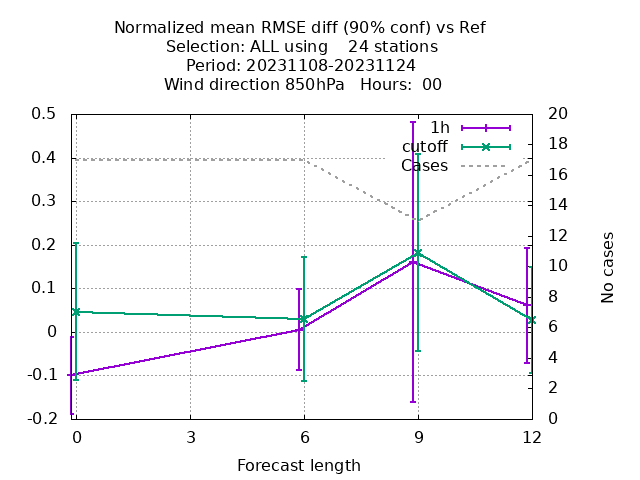 Normalized mean RMSE diff (90% conf) vs Ref
Selection: ALL using    24 stations
Period: 20231108-20231124
Wind direction 850hPa   Hours:  00
0.5
0.4
0.3
0.2
0.1
0
-0.1
-0.2
20
18
16
14
12
10
8
6
4
2
0
1h
cutoff
Cases
No cases
0
3
6
9
12
Forecast length